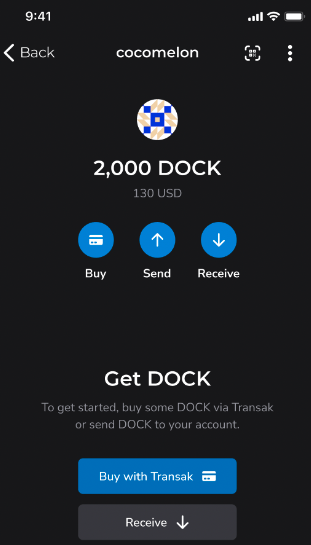 9:41
Back
cocomelon
2,000 DOCK
130 USD
Buy
Send
Receive
Get DOCK
To get started, buy some DOCK via Transak
or send DOCK to your account.
Buy with Transak
Receive